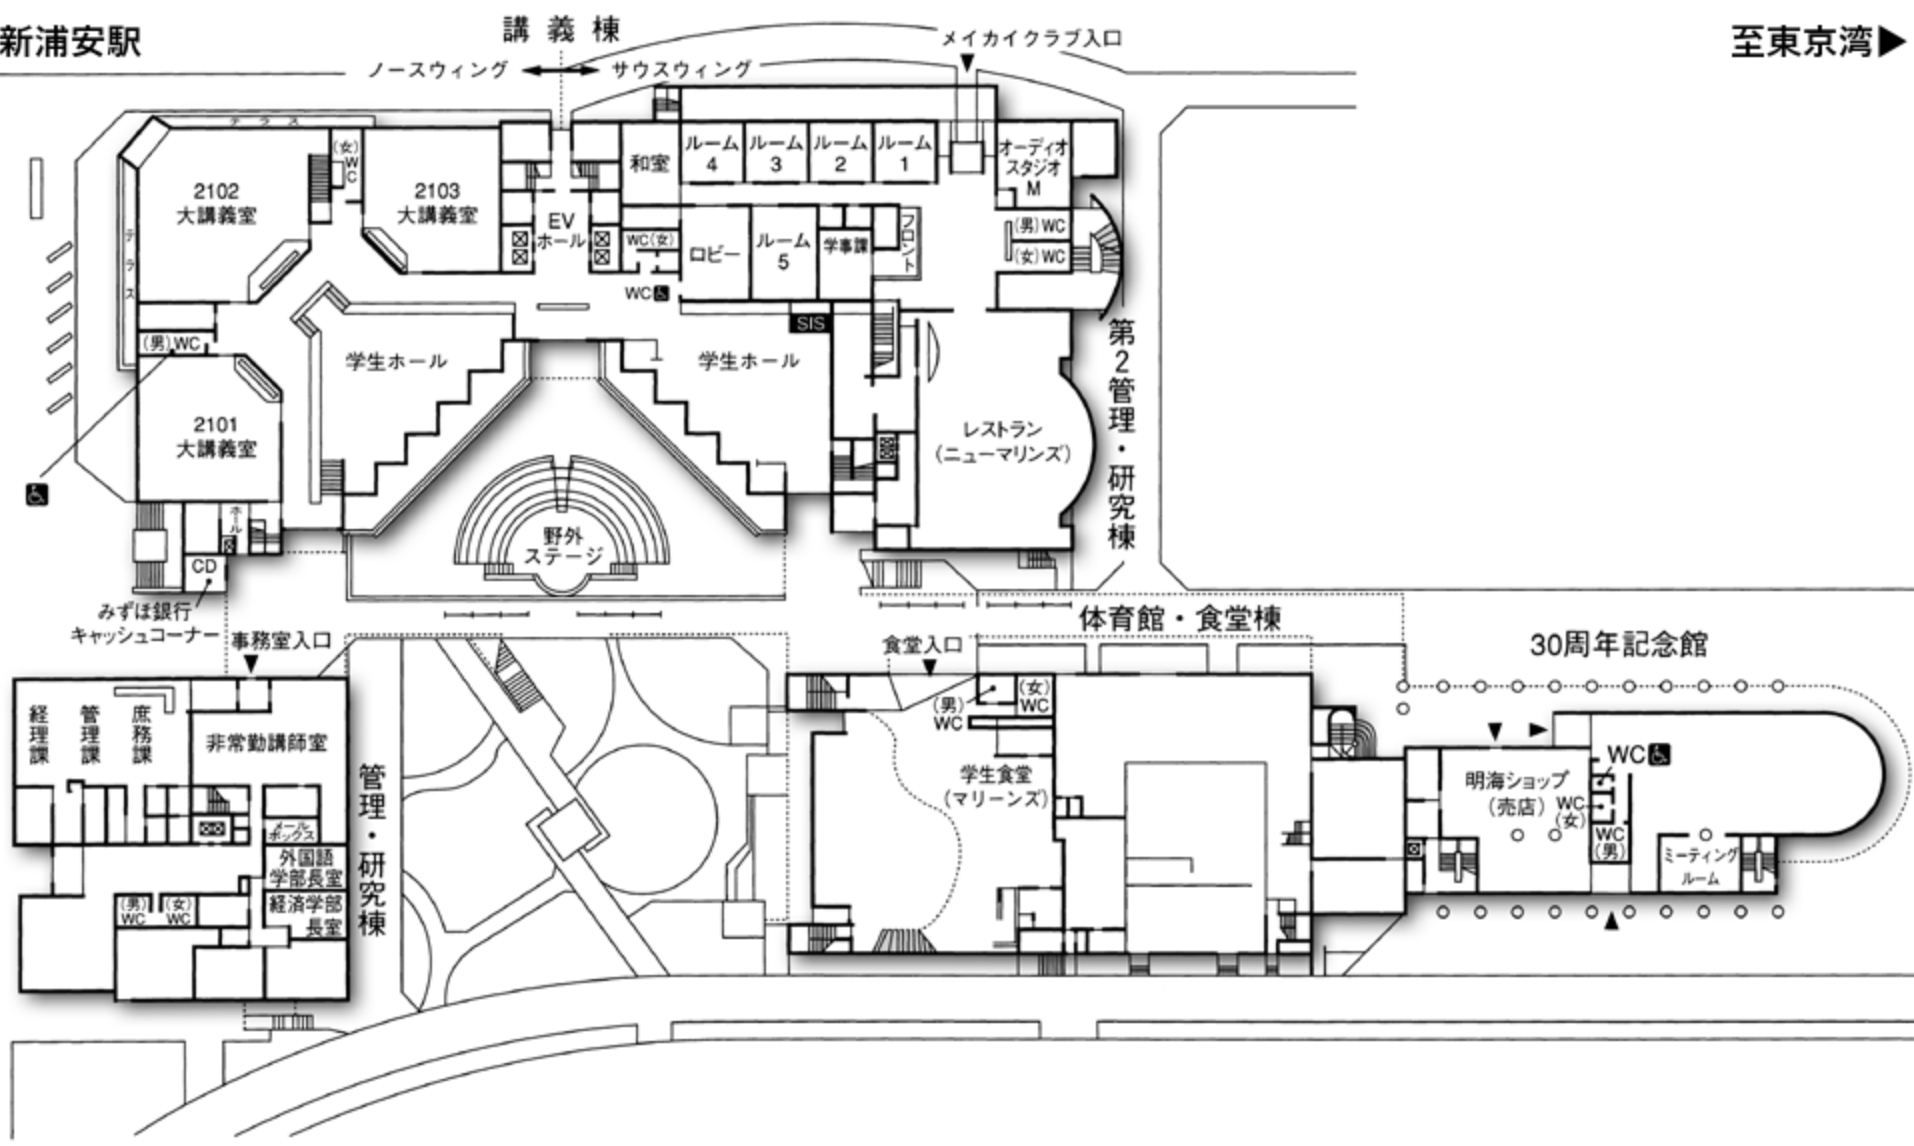 新浦安駅
講義棟
ノースウィング
サウスウィング
メイカイクラブ入口
至東京湾▶
テラス
テラス
2102
大講義室
(女)
WC
2103
大講義室
EV
ホール
和室
ルーム
4
ルーム
3
ルーム
2
ルーム
1
オーディオ
スタジオ
M
WC(女)
WC
ロビー
ルーム
5
学事課
フロント
(男)WC
(女)WC
(男)WC
2101
大講義室
学生ホール
学生ホール
SIS
レストラン
(ニューマリンズ)
第2管理・研究棟
野外
ステージ
ホール
CD
みずほ銀行
キャッシュコーナー
事務室入口
経理課
管理課
庶務課
非常勤講師室
メール
ボックス
外国語
学部長室
経済学部
長室
(男)
WC
(女)
WC
管理・研究棟
体育館・食堂棟
食堂入口
(男)
WC
(女)
WC
学生食堂
(マリーンズ)
30周年記念館
明海ショップ
(売店)
WC
WC
(女)
WC
(男)
ミーティング
ルーム